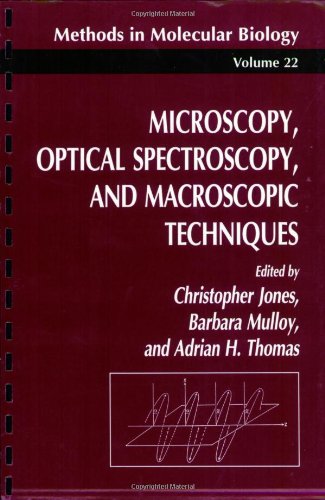 Methods in Molecular Biology
Volume 22
MICROSCOPY,
OPTICAL SPECTROSCOPY,
AND MACROSCOPIC
TECHNIQUES
Edited by
Christopher Jones,
Barbara Mulloy,
and Adrian H. Thomas